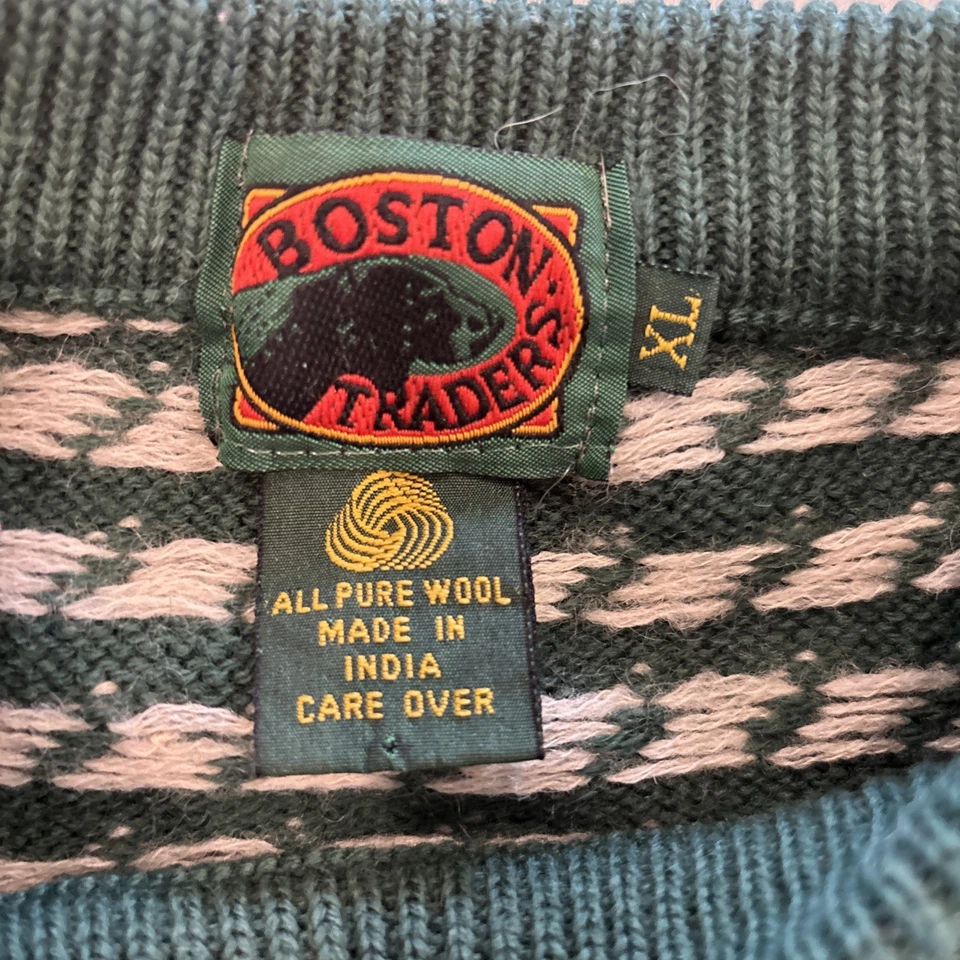 BOSTON
TRADERS
XL
ALL PURE WOOL
MADE IN
INDIA
CARE OVER